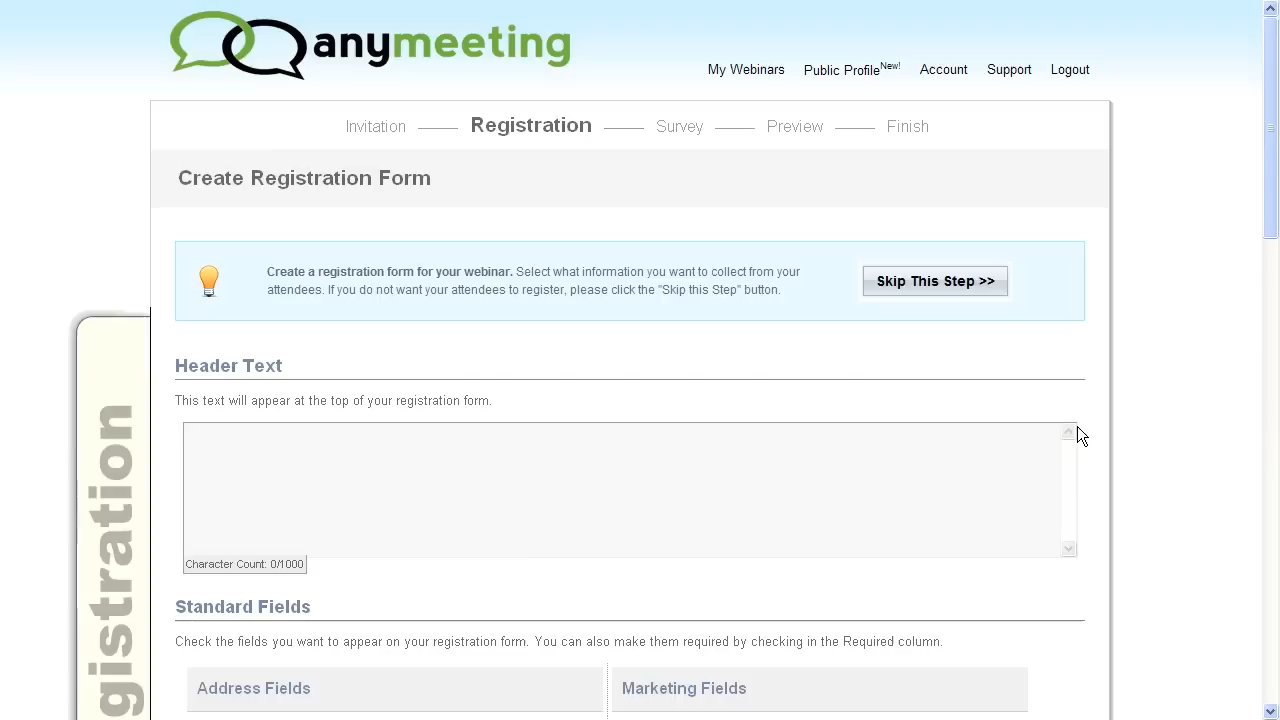 anymeeting
My Webinars Public Profile New! Account Support Logout
Invitation Registration Survey Preview Finish
Create Registration Form
Create a registration form for your webinar. Select what information you want to collect from your
attendees. If you do not want your attendees to register, please click the "Skip this Step" button.
Skip This Step >>
Header Text
This text will appear at the top of your registration form.
Character Count: 0/1000
gistration
Standard Fields
Check the fields you want to appear on your registration form. You can also make them required by checking in the Required column.
Address Fields Marketing Fields